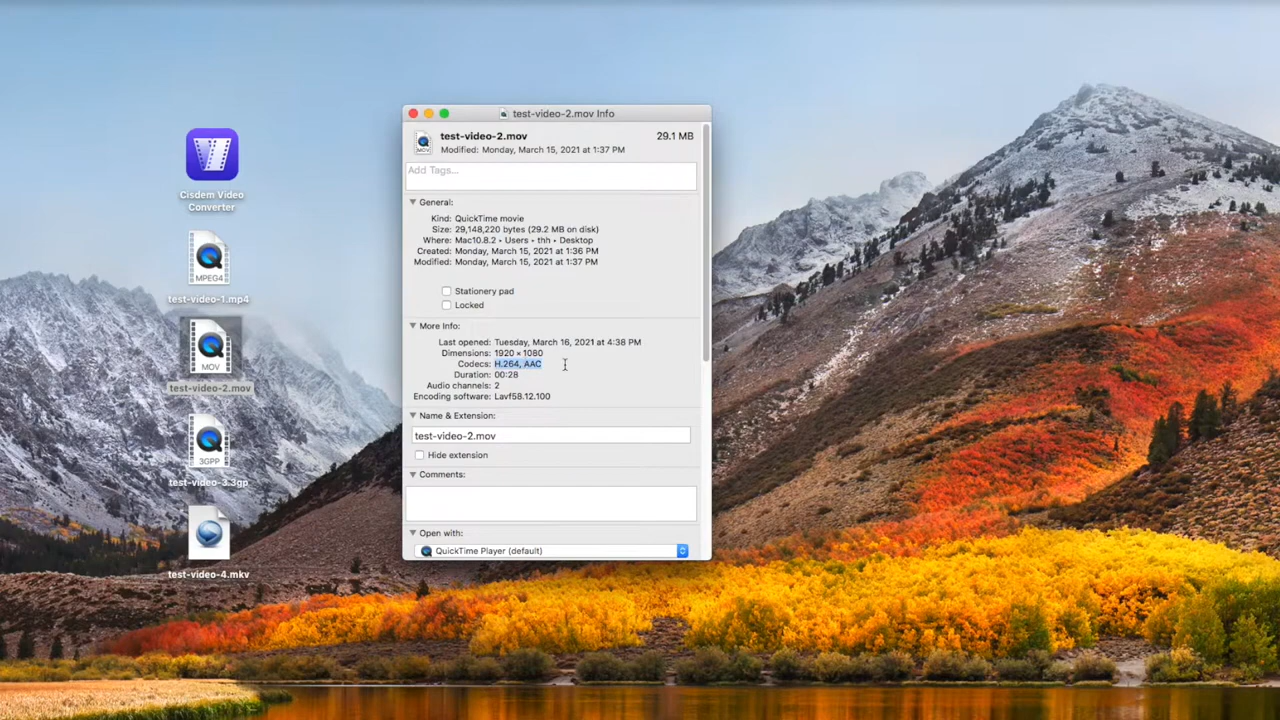 Cisdem Video
Converter
MPEG4
test-video-1.mp4
MOV
test-video-2.mov
3GPP
test-video-3.3gp
test-video-4.mkv
test-video-2.mov Info
MOV
test-video-2.mov 29.1 MB
Modified: Monday, March 15, 2021 at 1:37 PM
Add Tags...
General:
Kind: QuickTime movie
Size: 29,148,220 bytes (29.2 MB on disk)
Where: Mac10.8.2 • Users • thh • Desktop
Created: Monday, March 15, 2021 at 1:36 PM
Modified: Monday, March 15, 2021 at 1:37 PM
Stationery pad
Locked
More Info:
Last opened: Tuesday, March 16, 2021 at 4:38 PM
Dimensions: 1920 × 1080
Codecs: H.264, AAC
Duration: 00:28
Audio channels: 2
Encoding software: Lavf58.12.100
Name & Extension:
test-video-2.mov
Hide extension
Comments:
Open with:
QuickTime Player (default)